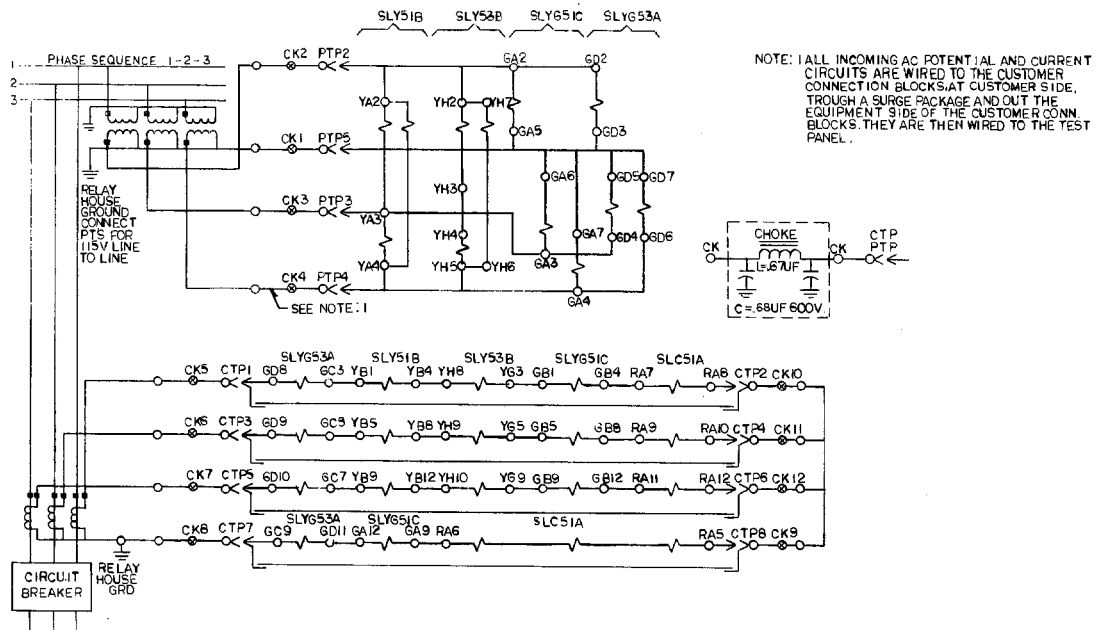 SLY51B SLY53B SLYG51C SLYG53A
CK2 PTP2 GA2 GD2
1 PHASE SEQUENCE 1-2-3
2
3
YA2 YH2 YH7
GA5 GD3
CK1 PTP5
GA6 GD5 GD7
YH3
CK3 PTP3
YA3
YH4 GA7 GD4 GD6
GA3
YA4 YH5 YH6
CK4 PTP4
GA4
SEE NOTE: 1
RELAY
HOUSE
GROUND
CONNECT
PTS FOR
115V LINE
TO LINE
NOTE: 1 ALL INCOMING AC POTENTIAL AND CURRENT
CIRCUITS ARE WIRED TO THE CUSTOMER
CONNECTION BLOCKS, AT CUSTOMER SIDE,
TROUGH A SURGE PACKAGE AND OUT THE
EQUIPMENT SIDE OF THE CUSTOMER CONN.
BLOCKS. THEY ARE THEN WIRED TO THE TEST
PANEL.
CHOKE
CK CK CTP
PTP
L=.67UF
C=.68UF 600V.
SLYG53A SLY51B SLY53B SLYG51C SLC51A
CK5 CTP1 GD8 GC3 YB1 YB4 YH8 YG3 GB1 GB4 RA7 RA8 CTP2 CK10
CK6 CTP3 GD9 GC5 YB5 YB8 YH9 YG5 GB5 GB8 RA9 RA10 CTP4 CK11
CK7 CTP5 GD10 GC7 YB9 YB12 YH10 YG9 GB9 GB12 RA11 RA12 CTP6 CK12
SLYG53A SLYG51C SLC51A
CK8 CTP7 GC9 GD11 GA12 GA9 RA6 RA5 CTP8 CK9
RELAY
HOUSE
GRD
CIRCUIT
BREAKER